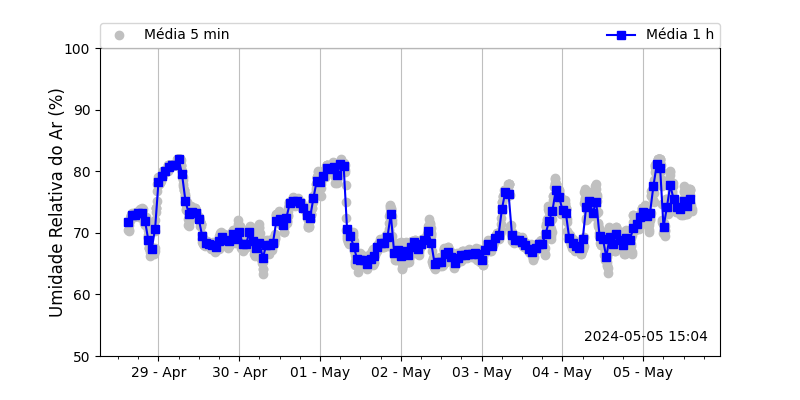 Média 5 min
Média 1 h
Umidade Relativa do Ar (%)
100
90
80
70
60
50
2024-05-05 15:04
29 - Apr
30 - Apr
01 - May
02 - May
03 - May
04 - May
05 - May